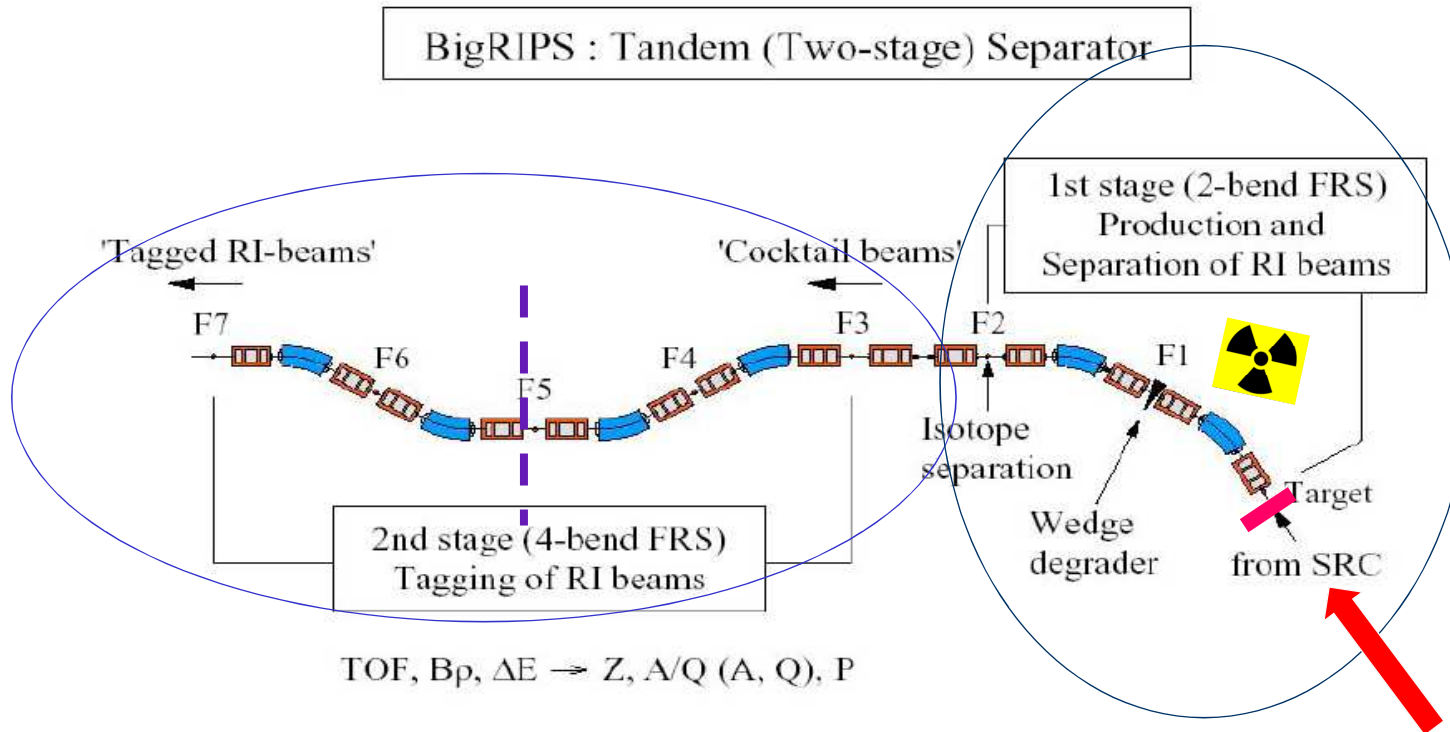 BigRIPS : Tandem (Two-stage) Separator
1st stage (2-bend FRS)
Production and
Separation of RI beams
'Tagged RI-beams'
'Cocktail beams'
F7
F6
F5
F4
F3
F2
F1
Isotope
separation
Target
Wedge
degrader
from SRC
2nd stage (4-bend FRS)
Tagging of RI beams
TOF, Bρ, ΔE → Z, A/Q (A, Q), P